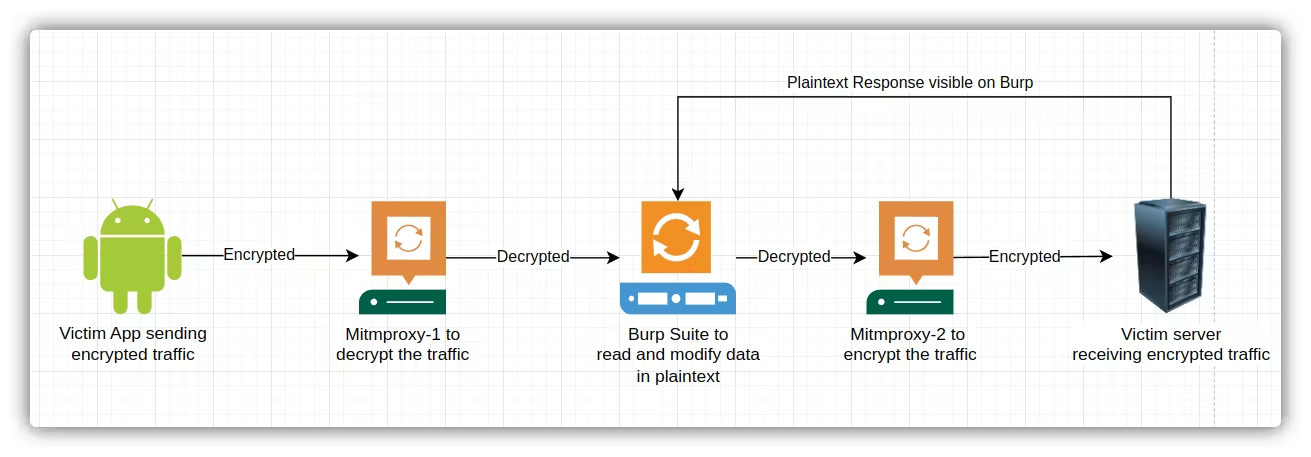 Plaintext Response visible on Burp
Encrypted
Decrypted
Decrypted
Encrypted
Victim App sending
encrypted traffic
Mitmproxy-1 to
decrypt the traffic
Burp Suite to
read and modify data
in plaintext
Mitmproxy-2 to
encrypt the traffic
Victim server
receiving encrypted traffic